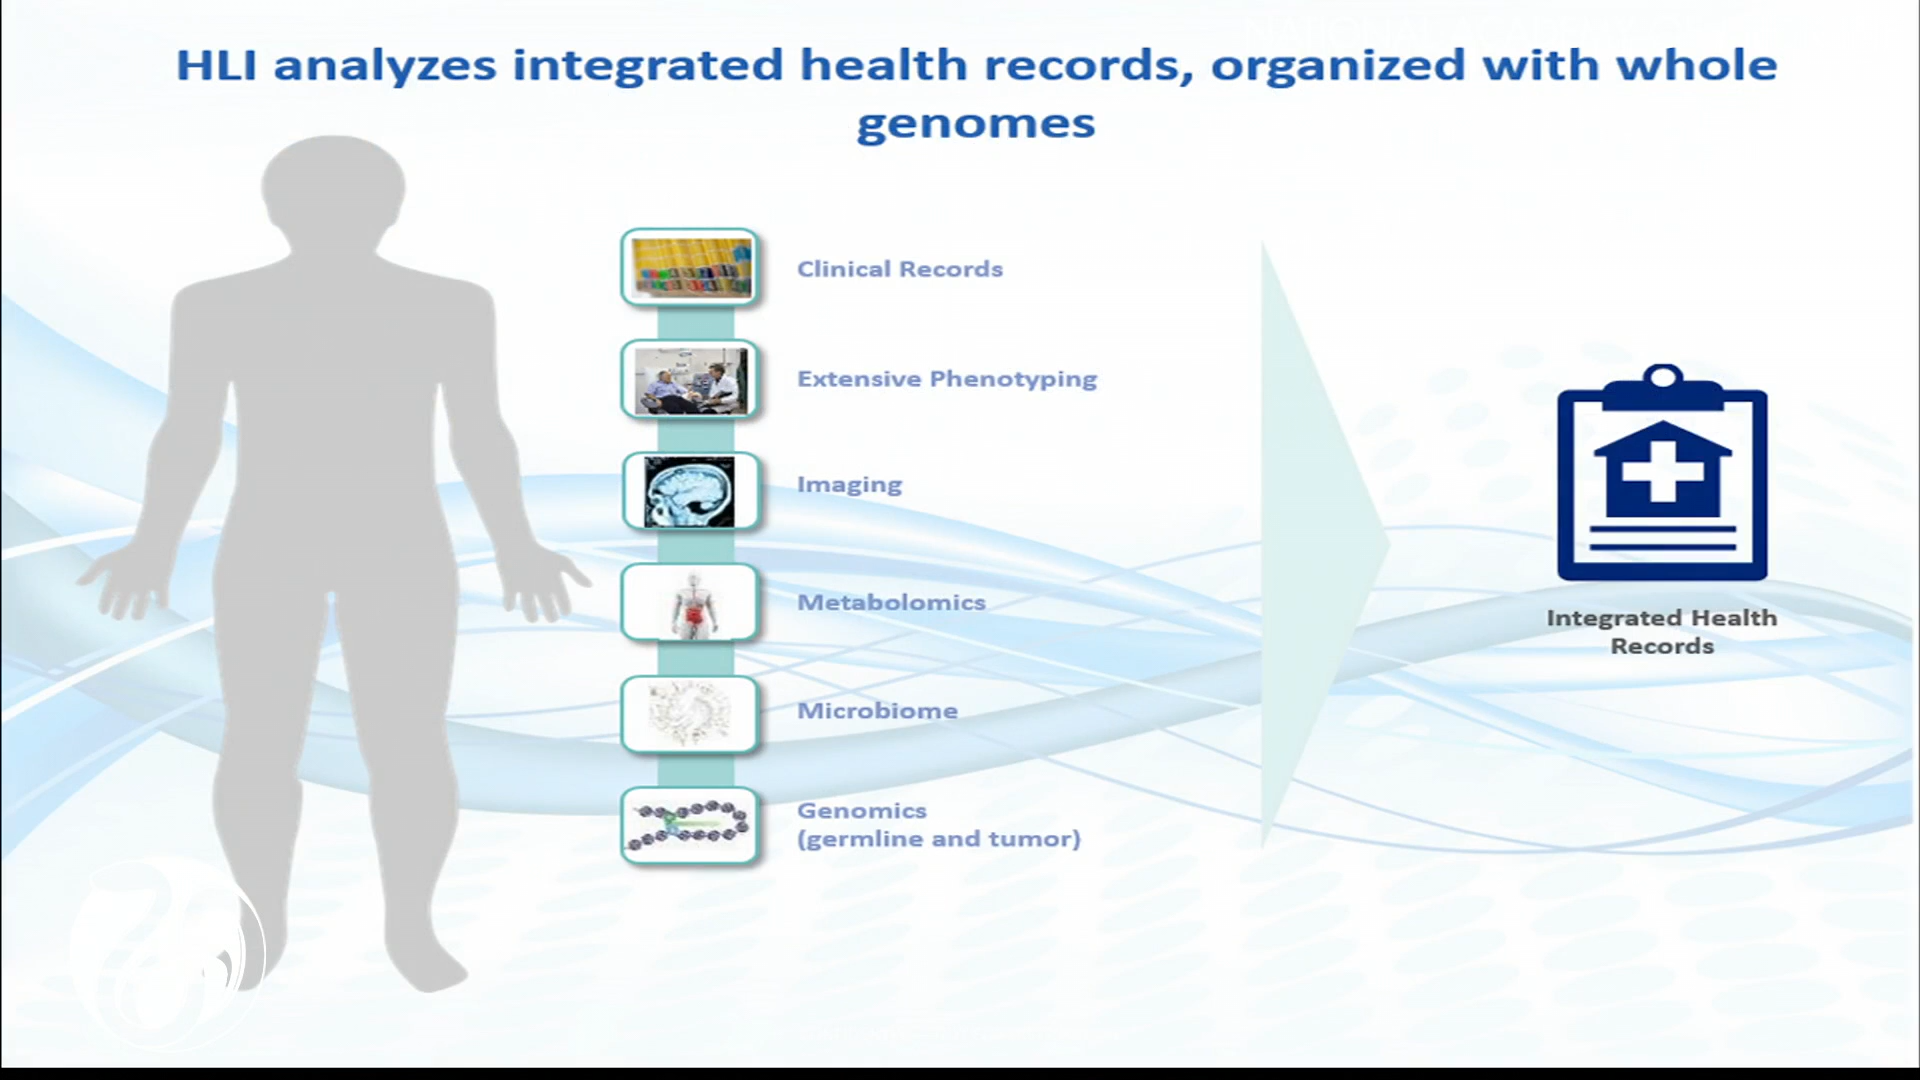 HLI analyzes integrated health records, organized with whole
genomes
Clinical Records
Extensive Phenotyping
Imaging
Metabolomics
Microbiome
Genomics
(germline and tumor)
Integrated Health
Records